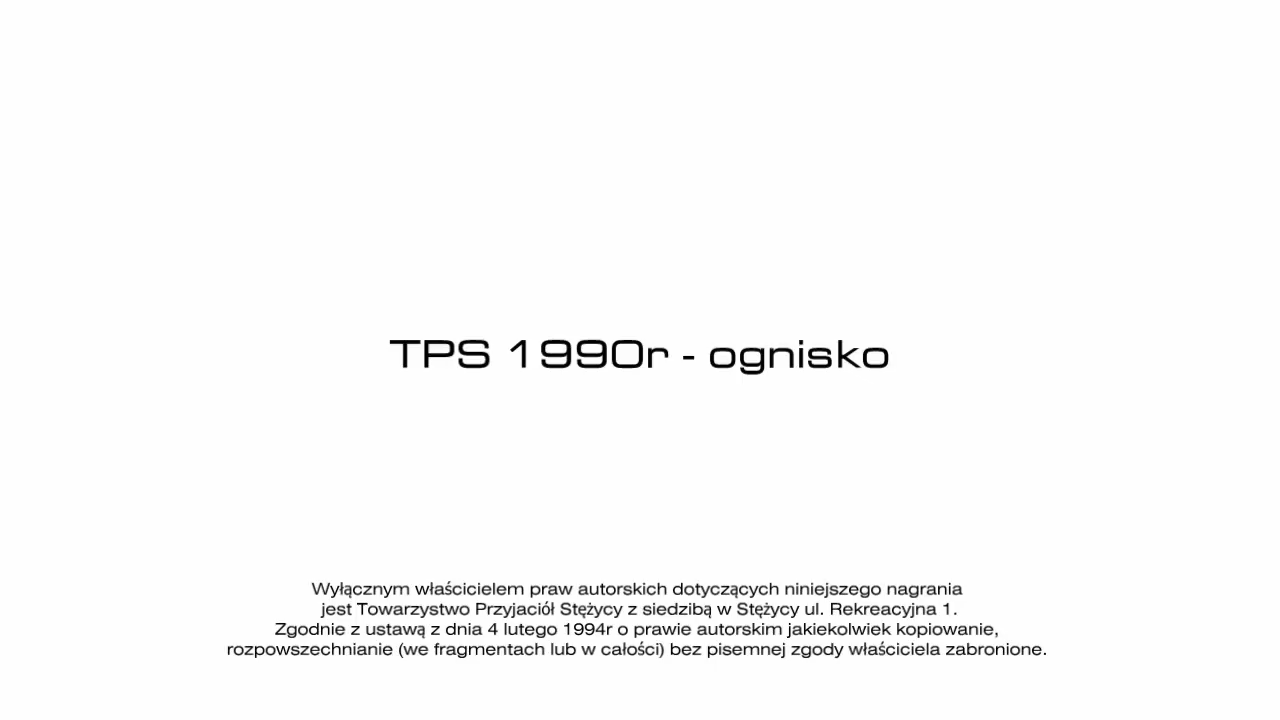 TPS 1990r - ognisko
Wyłącznym właścicielem praw autorskich dotyczących niniejszego nagrania
jest Towarzystwo Przyjaciół Stężycy z siedzibą w Stężycy ul. Rekreacyjna 1.
Zgodnie z ustawą z dnia 4 lutego 1994r o prawie autorskim jakiekolwiek kopiowanie,
rozpowszechnianie (we fragmentach lub w całości) bez pisemnej zgody właściciela zabronione.